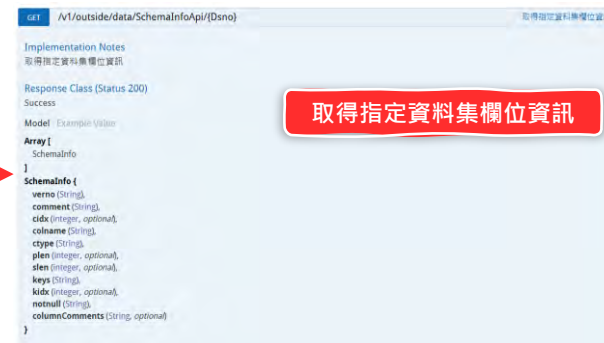 GET /v1/outside/data/SchemaInfoApi/{Dsno} 取得指定資料集欄位資
Implementation Notes
取得指定資料集欄位資訊
Response Class (Status 200)
Success
Model Example Value
Array [
SchemaInfo
]
SchemaInfo {
verno (String),
comment (String),
cidx (integer, optional),
colname (String),
ctype (String),
plen (integer, optional),
slen (integer, optional),
keys (String),
kidx (integer, optional),
notnull (String),
columnComments (String, optional)
}
取得指定資料集欄位資訊